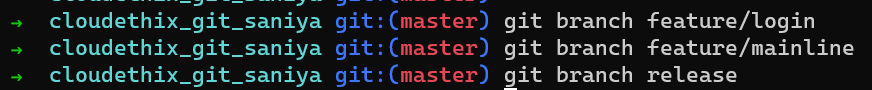 → cloudethix_git_saniya git:(master) git branch feature/login
→ cloudethix_git_saniya git:(master) git branch feature/mainline
→ cloudethix_git_saniya git:(master) git branch release